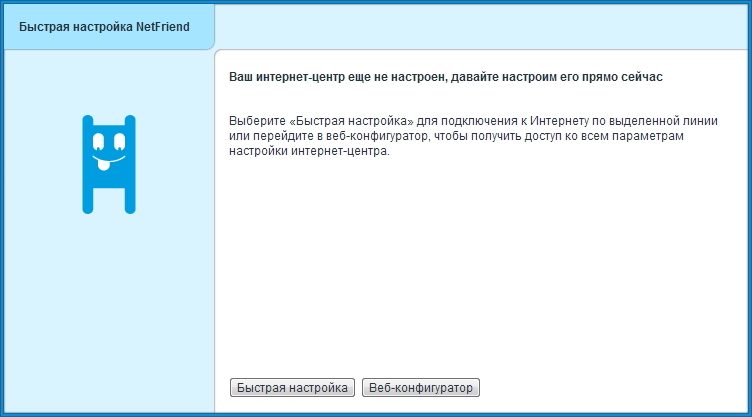 Быстрая настройка NetFriend
Ваш интернет-центр еще не настроен, давайте настроим его прямо сейчас
Выберите «Быстрая настройка» для подключения к Интернету по выделенной линии
или перейдите в веб-конфигуратор, чтобы получить доступ ко всем параметрам
настройки интернет-центра.
Быстрая настройка
Веб-конфигуратор